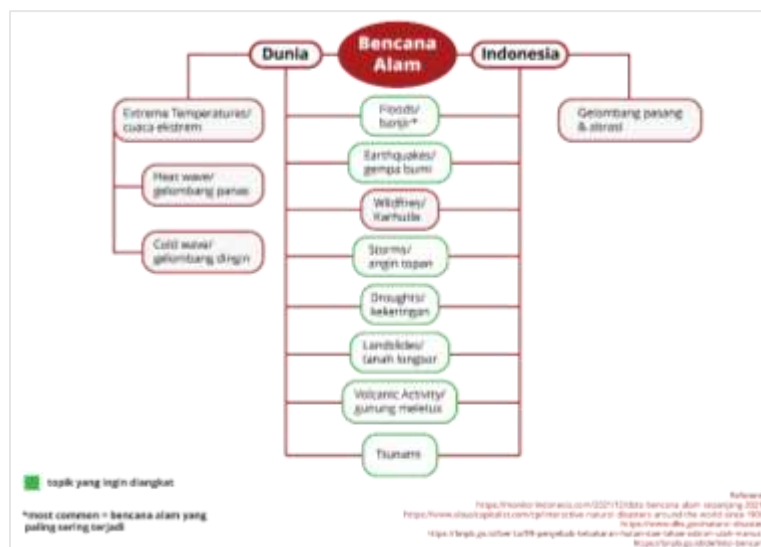 Bencana
Alam
Dunia
Indonesia
Extreme Temperatures/
cuaca ekstrem
Heat wave/
gelombang panas
Cold wave/
gelombang dingin
Floods/
banjir*
Earthquakes/
gempa bumi
Wildfires/
Karhutla
Storms/
angin topan
Droughts/
kekeringan
Landslides/
tanah longsor
Volcanic Activity/
gunung meletus
Tsunami
Gelombang pasang
& abrasi
topik yang ingin diangkat
*most common = bencana alam yang
paling sering terjadi